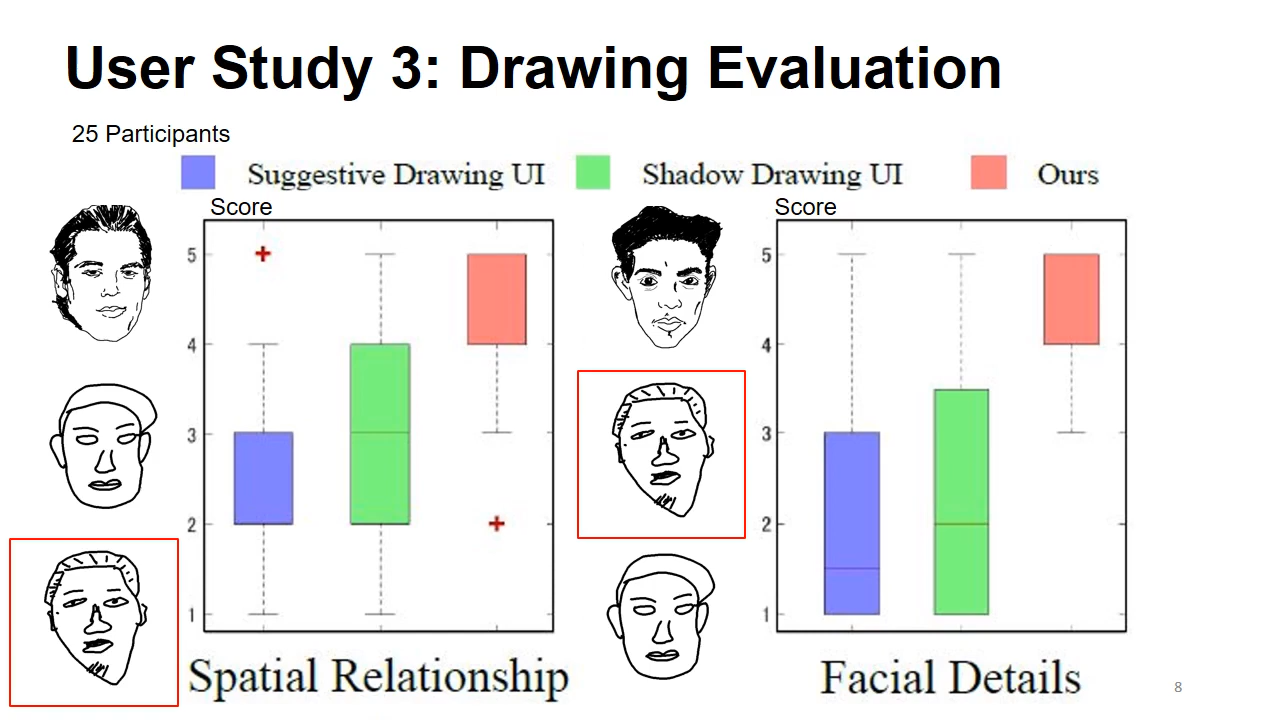 User Study 3: Drawing Evaluation
25 Participants
Suggestive Drawing UI Shadow Drawing UI Ours
Score
5
4
3
2
1
Spatial Relationship
Score
5
4
3
2
1
Facial Details
8